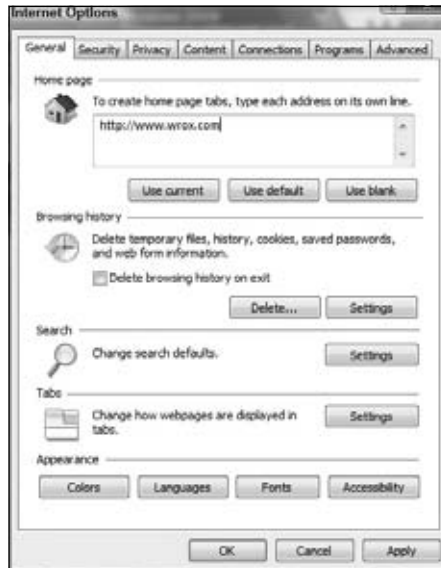 Internet Options
General Security Privacy Content Connections Programs Advanced
Home page
To create home page tabs, type each address on its own line.
http://www.wrox.com
Use current Use default Use blank
Browsing history
Delete temporary files, history, cookies, saved passwords,
and web form information.
Delete browsing history on exit
Delete... Settings
Search
Change search defaults. Settings
Tabs
Change how webpages are displayed in
tabs.
Settings
Appearance
Colors Languages Fonts Accessibility
OK Cancel Apply